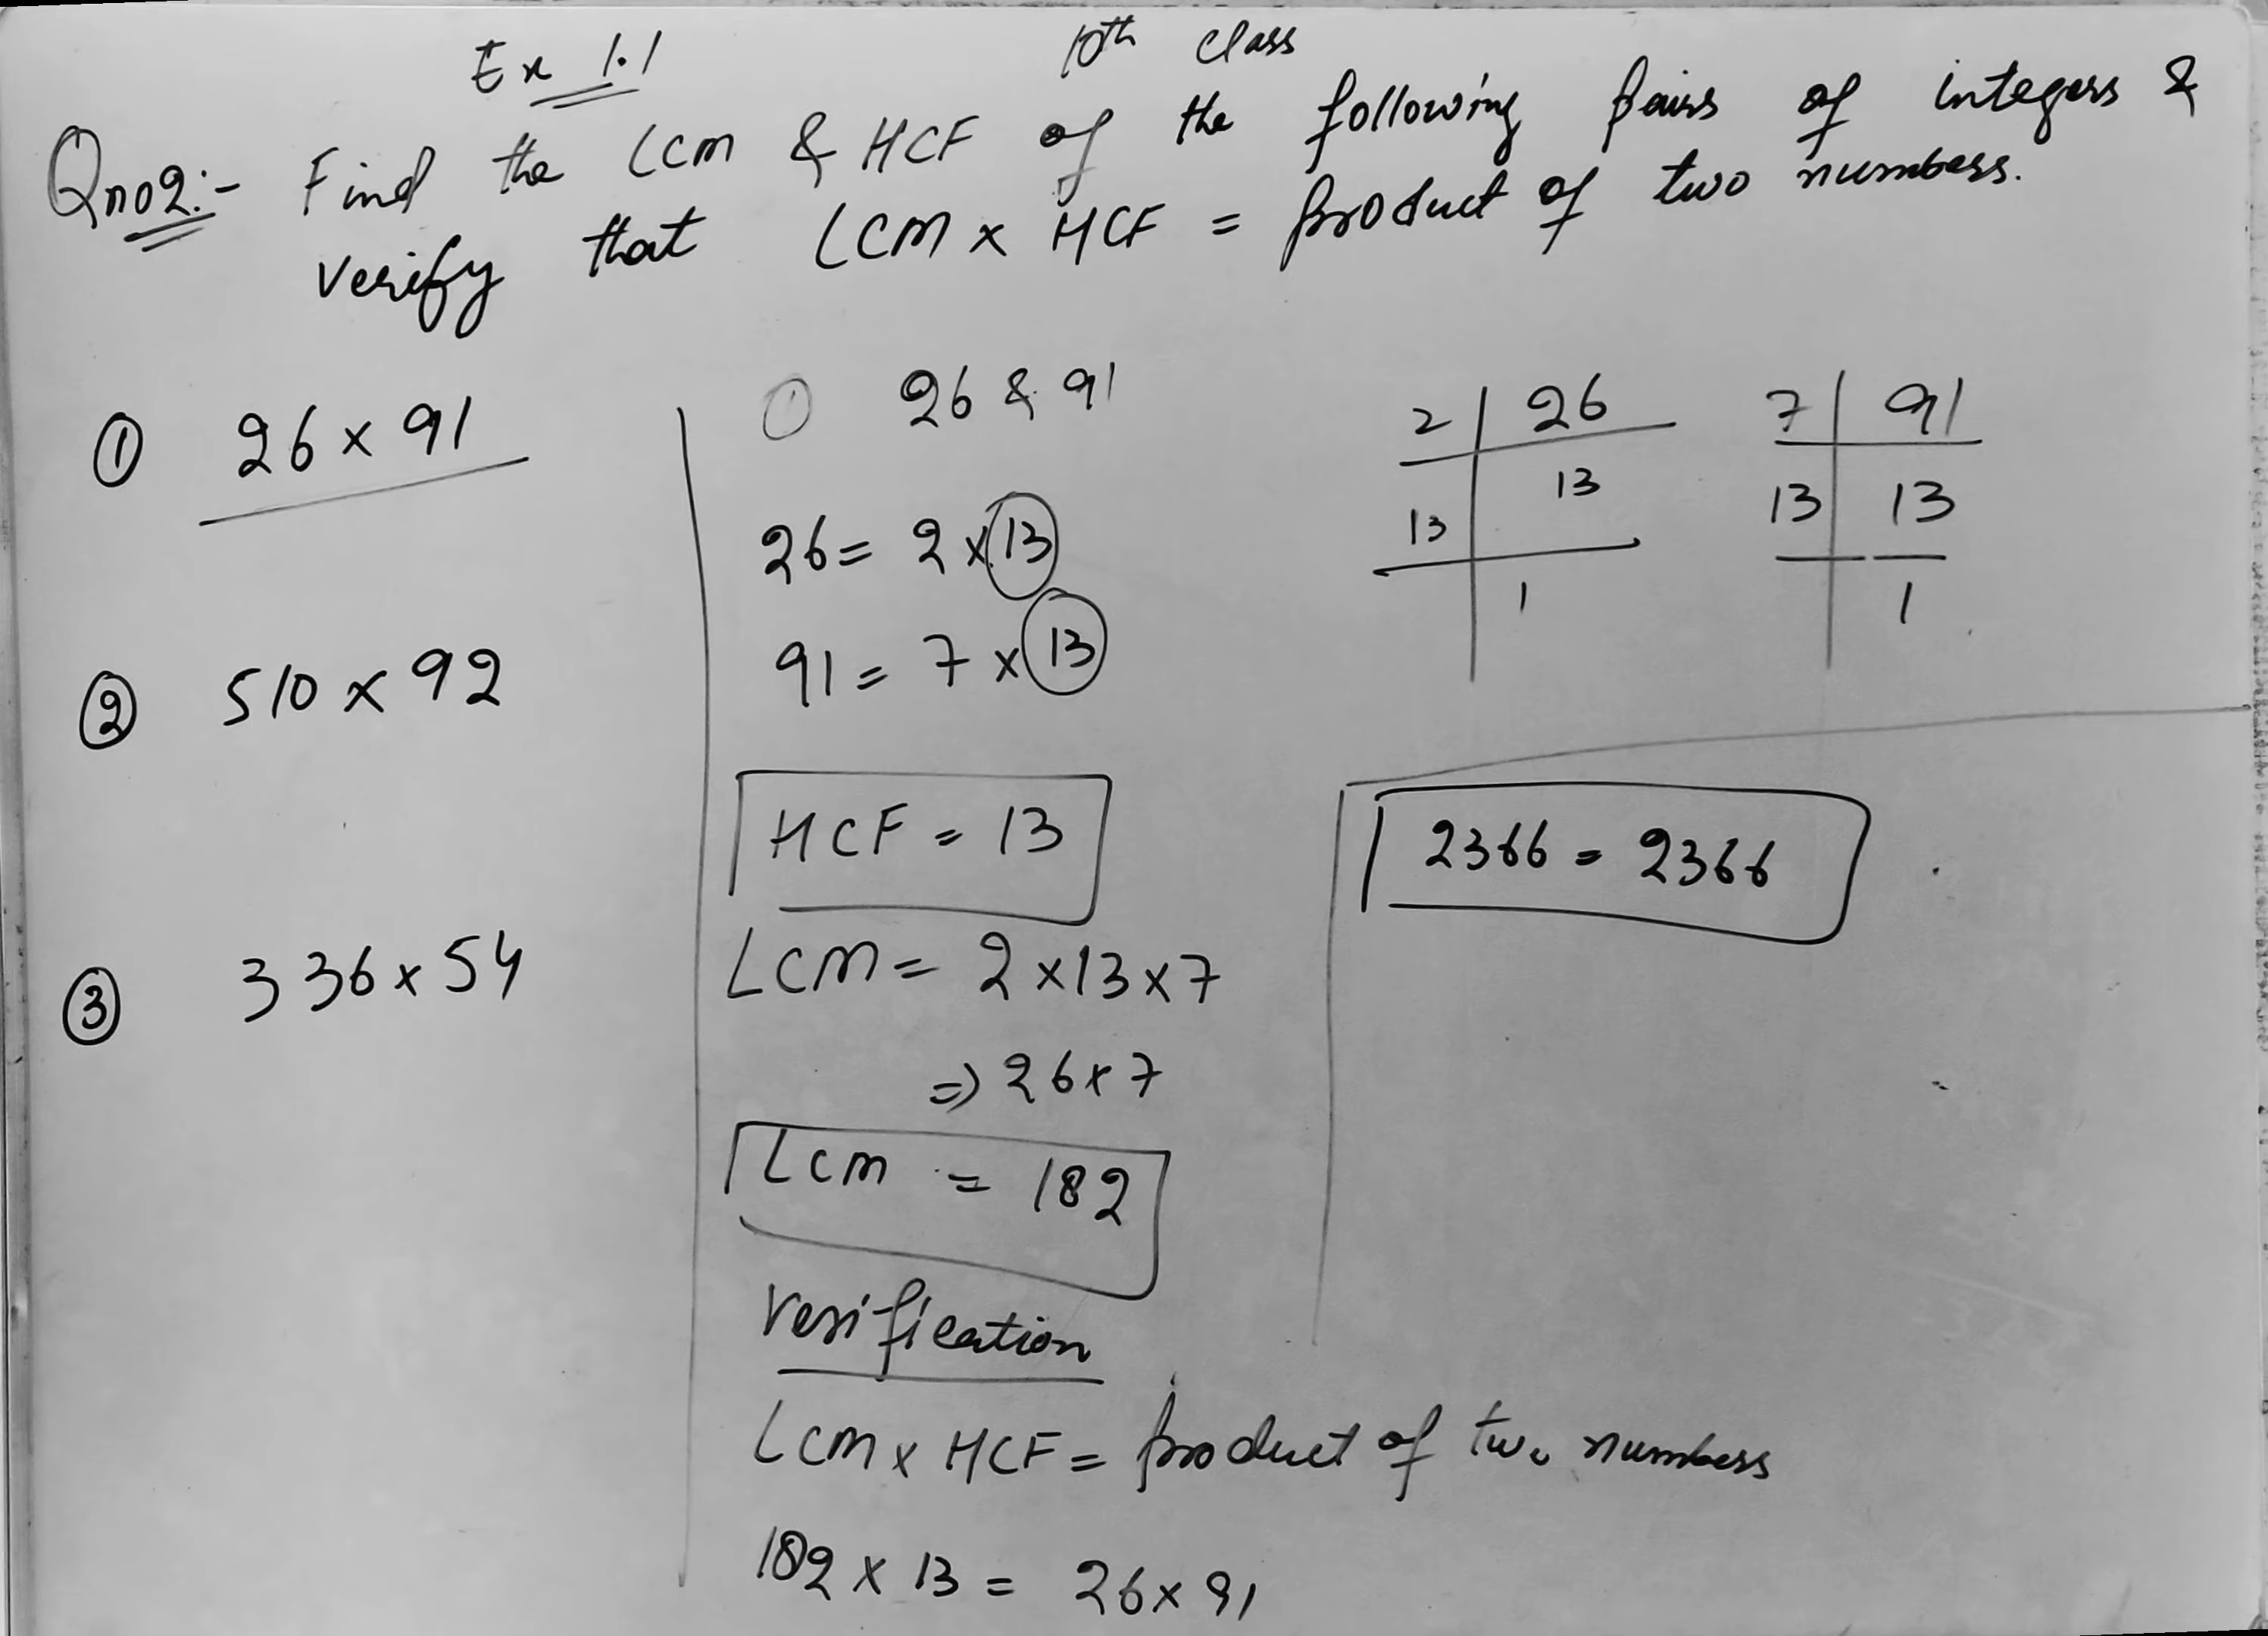 Ex 1.1 10th class
Qno2:- Find the LCM & HCF of the following pairs of integers &
verify that LCM x HCF = product of two numbers.
① 26 x 91
② 510 x 92
③ 336 x 54
① 26 & 91
26 = 2 x 13
91 = 7 x 13
HCF = 13
LCM = 2 x 13 x 7
=> 26 x 7
LCM = 182
Verification
LCM x HCF = product of two numbers
182 x 13 = 26 x 91
2 | 26
13 | 13
1
7 | 91
13 | 13
1
2366 = 2366